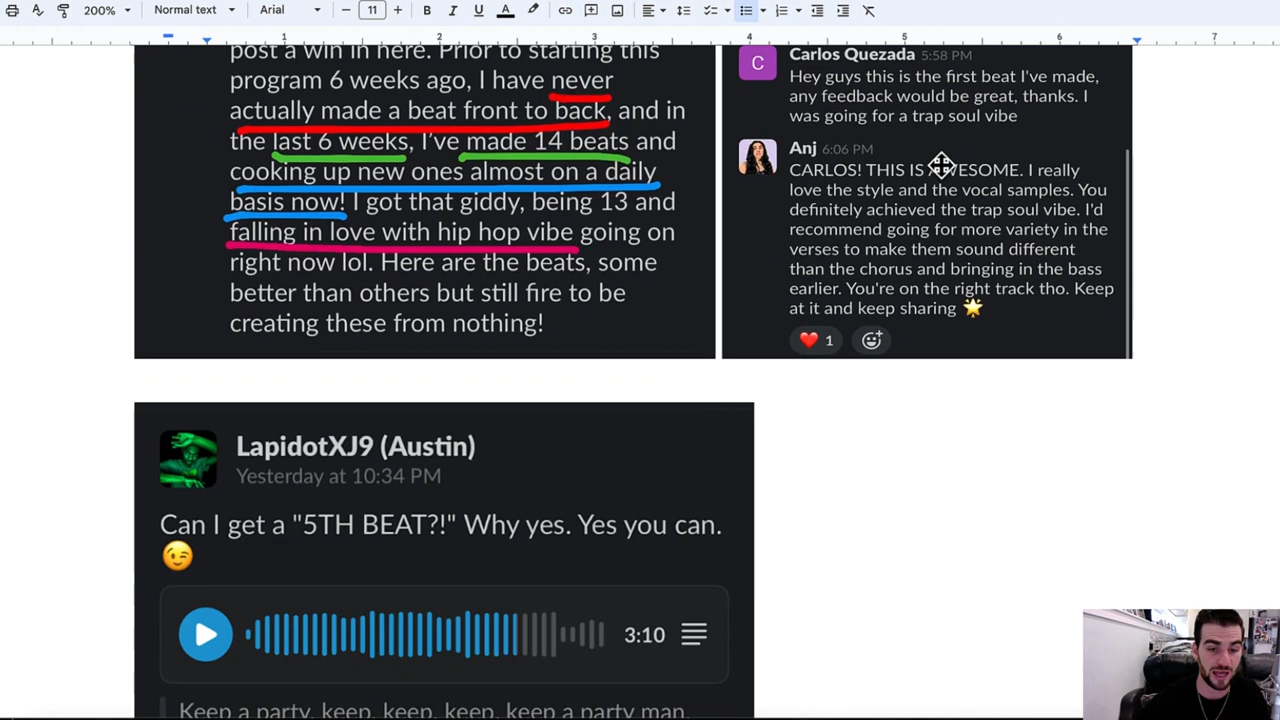 200%
Normal text
Arial
11
B
I
U
A
1
2
3
4
5
6
7
post a win in here. Prior to starting this
program 6 weeks ago, I have never
actually made a beat front to back, and in
the last 6 weeks, I've made 14 beats and
cooking up new ones almost on a daily
basis now! I got that giddy, being 13 and
falling in love with hip hop vibe going on
right now lol. Here are the beats, some
better than others but still fire to be
creating these from nothing!
C
Carlos Quezada 5:58 PM
Hey guys this is the first beat I've made,
any feedback would be great, thanks. I
was going for a trap soul vibe
Anj 6:06 PM
CARLOS! THIS IS AWESOME. I really
love the style and the vocal samples. You
definitely achieved the trap soul vibe. I'd
recommend going for more variety in the
verses to make them sound different
than the chorus and bringing in the bass
earlier. You're on the right track tho. Keep
at it and keep sharing 🌟
❤️ 1
LapidotXJ9 (Austin)
Yesterday at 10:34 PM
Can I get a "5TH BEAT?!" Why yes. Yes you can.
😉
3:10
Keep a party, keep, keep, keep, keep a party man,